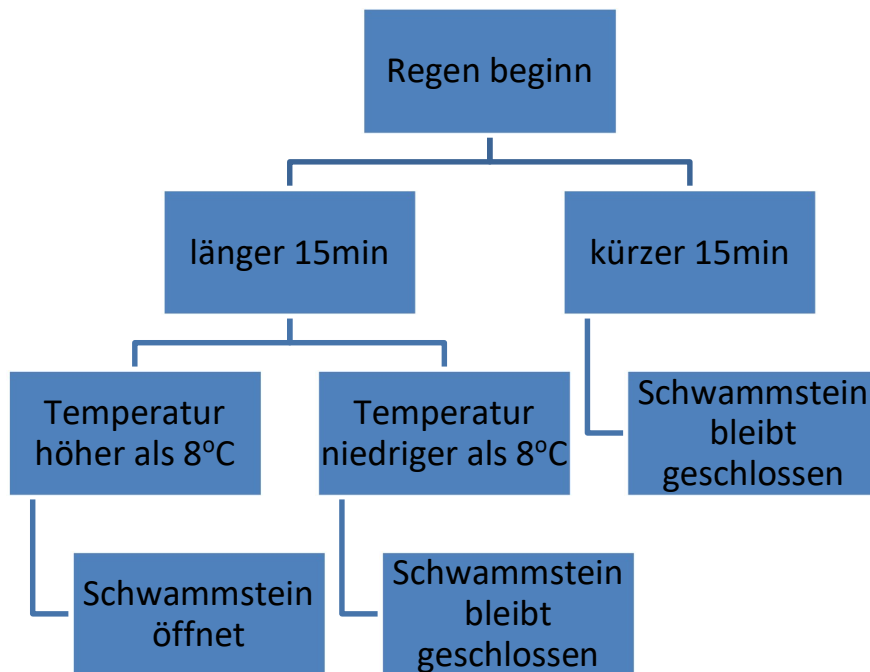 Regen beginn
länger 15min
kürzer 15min
Temperatur
höher als 8°C
Temperatur
niedriger als 8°C
Schwammstein
bleibt
geschlossen
Schwammstein
öffnet
Schwammstein
bleibt
geschlossen